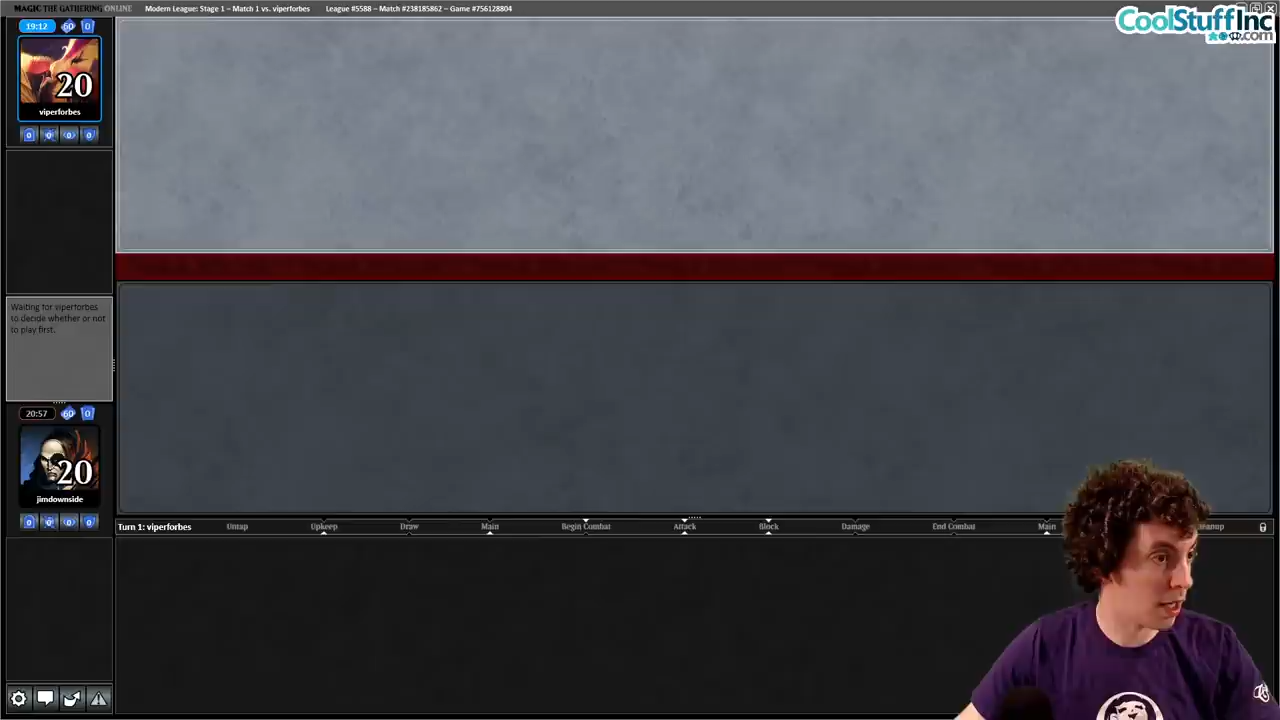 MAGIC THE GATHERING ONLINE Modern League: Stage 1 – Match 1 vs. viperforbes League #5588 – Match #238185862 – Game #756128804
CoolStuffInc
.com
19:12 60 0
20
viperforbes
0 0 0 0
Waiting for viperforbes
to decide whether or not
to play first.
20:57 60 0
20
jimdownside
0 0 0 0
Turn 1: viperforbes Untap Upkeep Draw Main Begin Combat Attack Block Damage End Combat Main